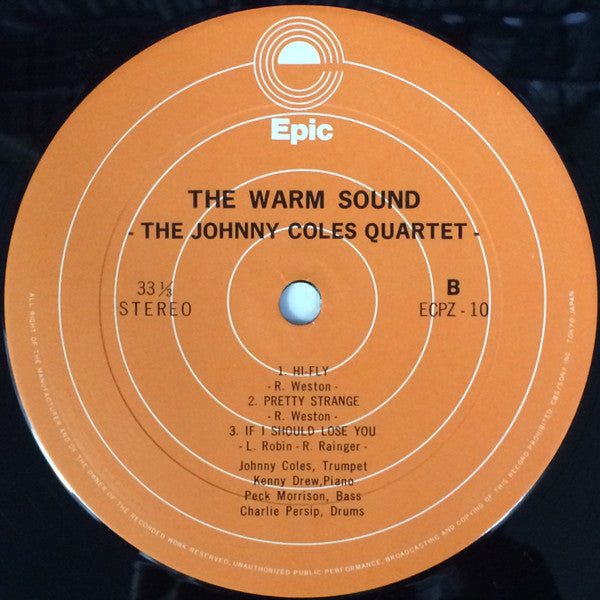 Epic
THE WARM SOUND
- THE JOHNNY COLES QUARTET -
33 ⅓
STEREO
B
ECPZ - 10
1. HI-FLY
- R. Weston -
2. PRETTY STRANGE
- R. Weston -
3. IF I SHOULD LOSE YOU
- L. Robin - R. Rainger -
Johnny Coles, Trumpet
Kenny Drew,Piano
Peck Morrison, Bass
Charlie Persip, Drums
ALL RIGHT OF THE MANUFACTURER AND OF THE OWNER OF THE RECORDED WORK RESERVED, UNAUTHORIZED PUBLIC PERFORMANCE, BROADCASTING AND COPYING OF THIS RECORD PROHIBITED. CBS/SONY INC. TOKYO JAPAN